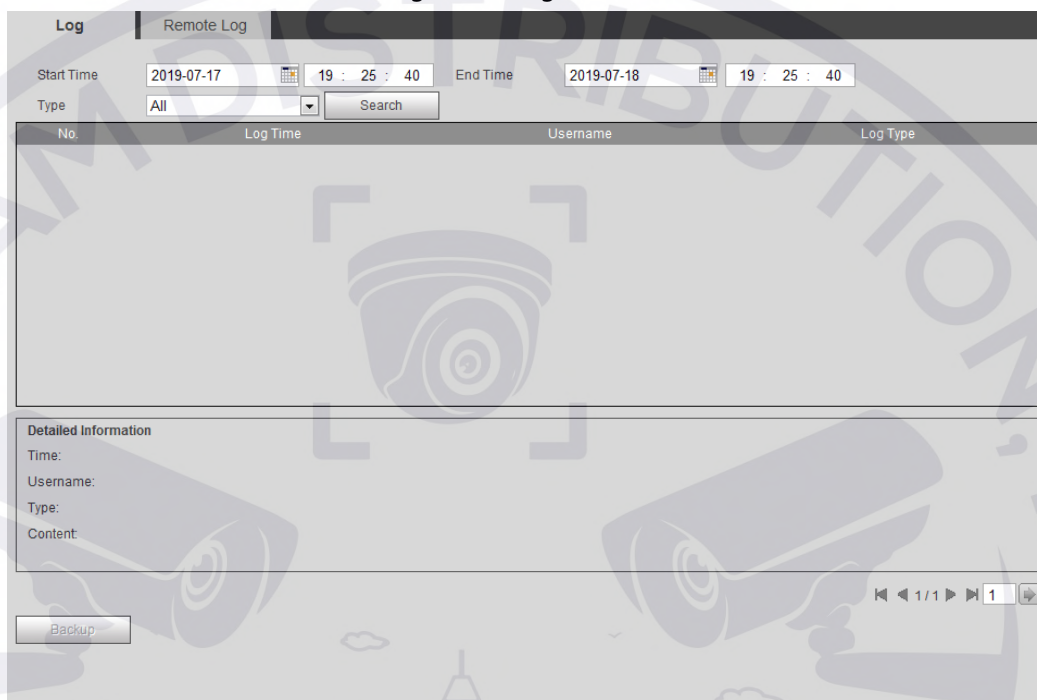 Log Remote Log
Start Time 2019-07-17 19 : 25 : 40 End Time 2019-07-18 19 : 25 : 40
Type All Search
No. Log Time Username Log Type
Detailed Information
Time:
Username:
Type:
Content:
1/1 1
Backup